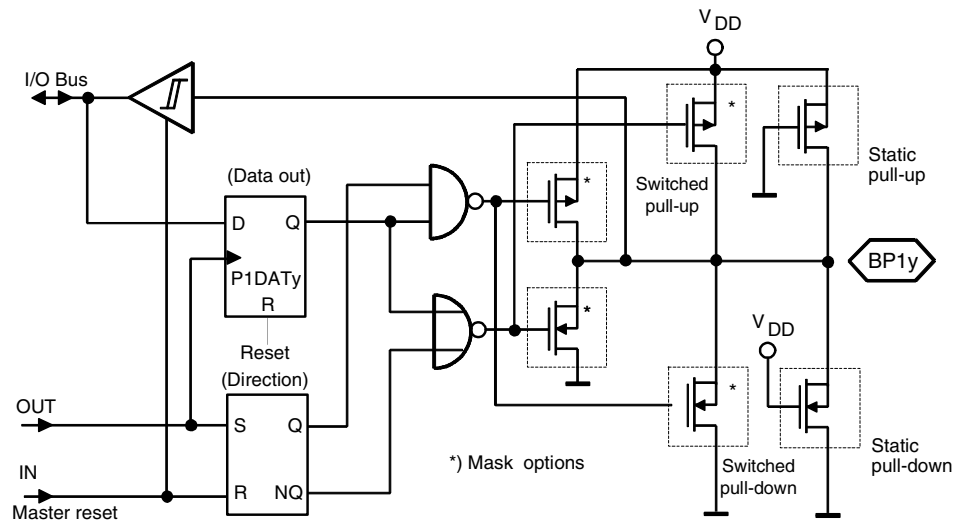 V DD
I/O Bus
*
*
Static
pull-up
(Data out)
Switched
pull-up
D
Q
P1DATy
R
BP1y
*
V DD
Reset
(Direction)
OUT
S
Q
*
*) Mask options
Static
pull-down
IN
R
NQ
Switched
pull-down
Master reset